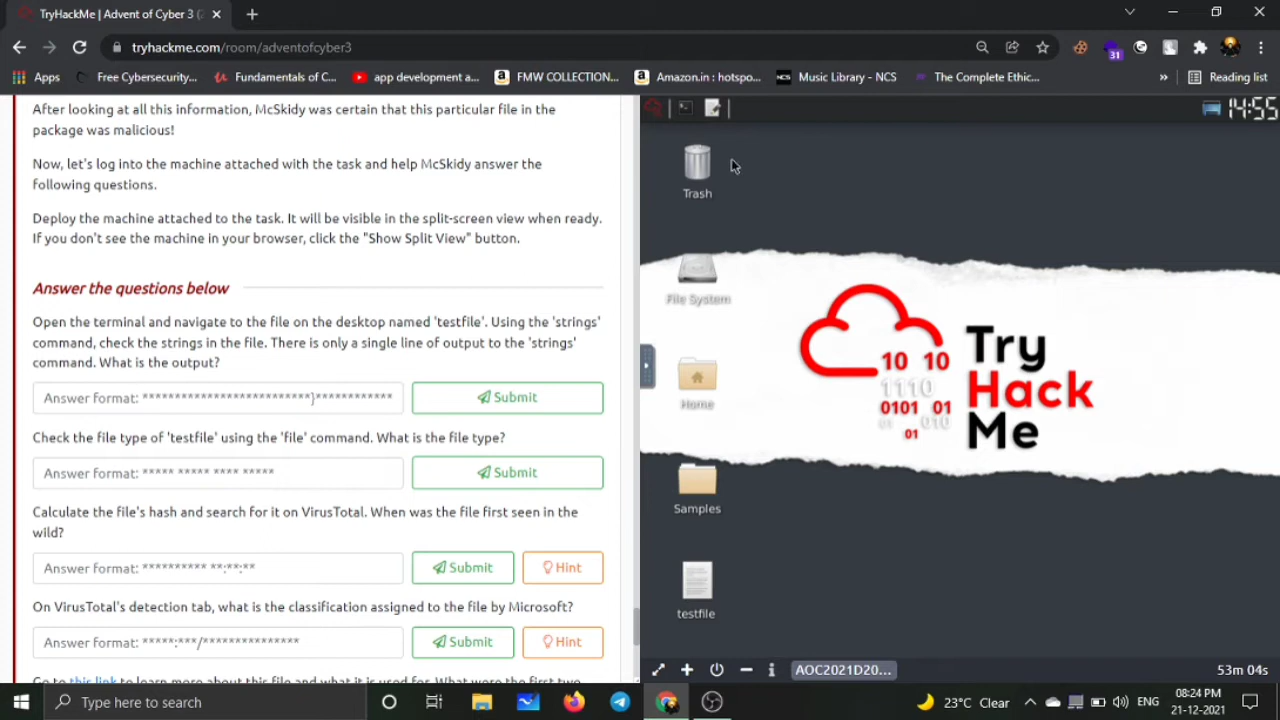 TryHackMe | Advent of Cyber 3 (
tryhackme.com/room/adventofcyber3
31
Apps
Free Cybersecurity...
Fundamentals of C...
app development a...
FMW COLLECTION...
Amazon.in : hotspo...
NCS
Music Library - NCS
The Complete Ethic...
»
Reading list
After looking at all this information, McSkidy was certain that this particular file in the
package was malicious!
Now, let's log into the machine attached with the task and help McSkidy answer the
following questions.
Deploy the machine attached to the task. It will be visible in the split-screen view when ready.
If you don't see the machine in your browser, click the "Show Split View" button.
Answer the questions below
Open the terminal and navigate to the file on the desktop named 'testfile'. Using the 'strings'
command, check the strings in the file. There is only a single line of output to the 'strings'
command. What is the output?
Answer format: **************************}************
Submit
Check the file type of 'testfile' using the 'file' command. What is the file type?
Answer format: ***** ***** **** *****
Submit
Calculate the file's hash and search for it on VirusTotal. When was the file first seen in the
wild?
Answer format: ********** **:**:**
Submit
Hint
On VirusTotal's detection tab, what is the classification assigned to the file by Microsoft?
Answer format: *****:***/***************
Submit
Hint
14:55
Trash
File System
Home
Samples
testfile
10 10
1110
0101 01
01 010
01
Try
Hack
Me
AOC2021D20...
53m 04s
Type here to search
23°C Clear
ENG
08:24 PM
21-12-2021